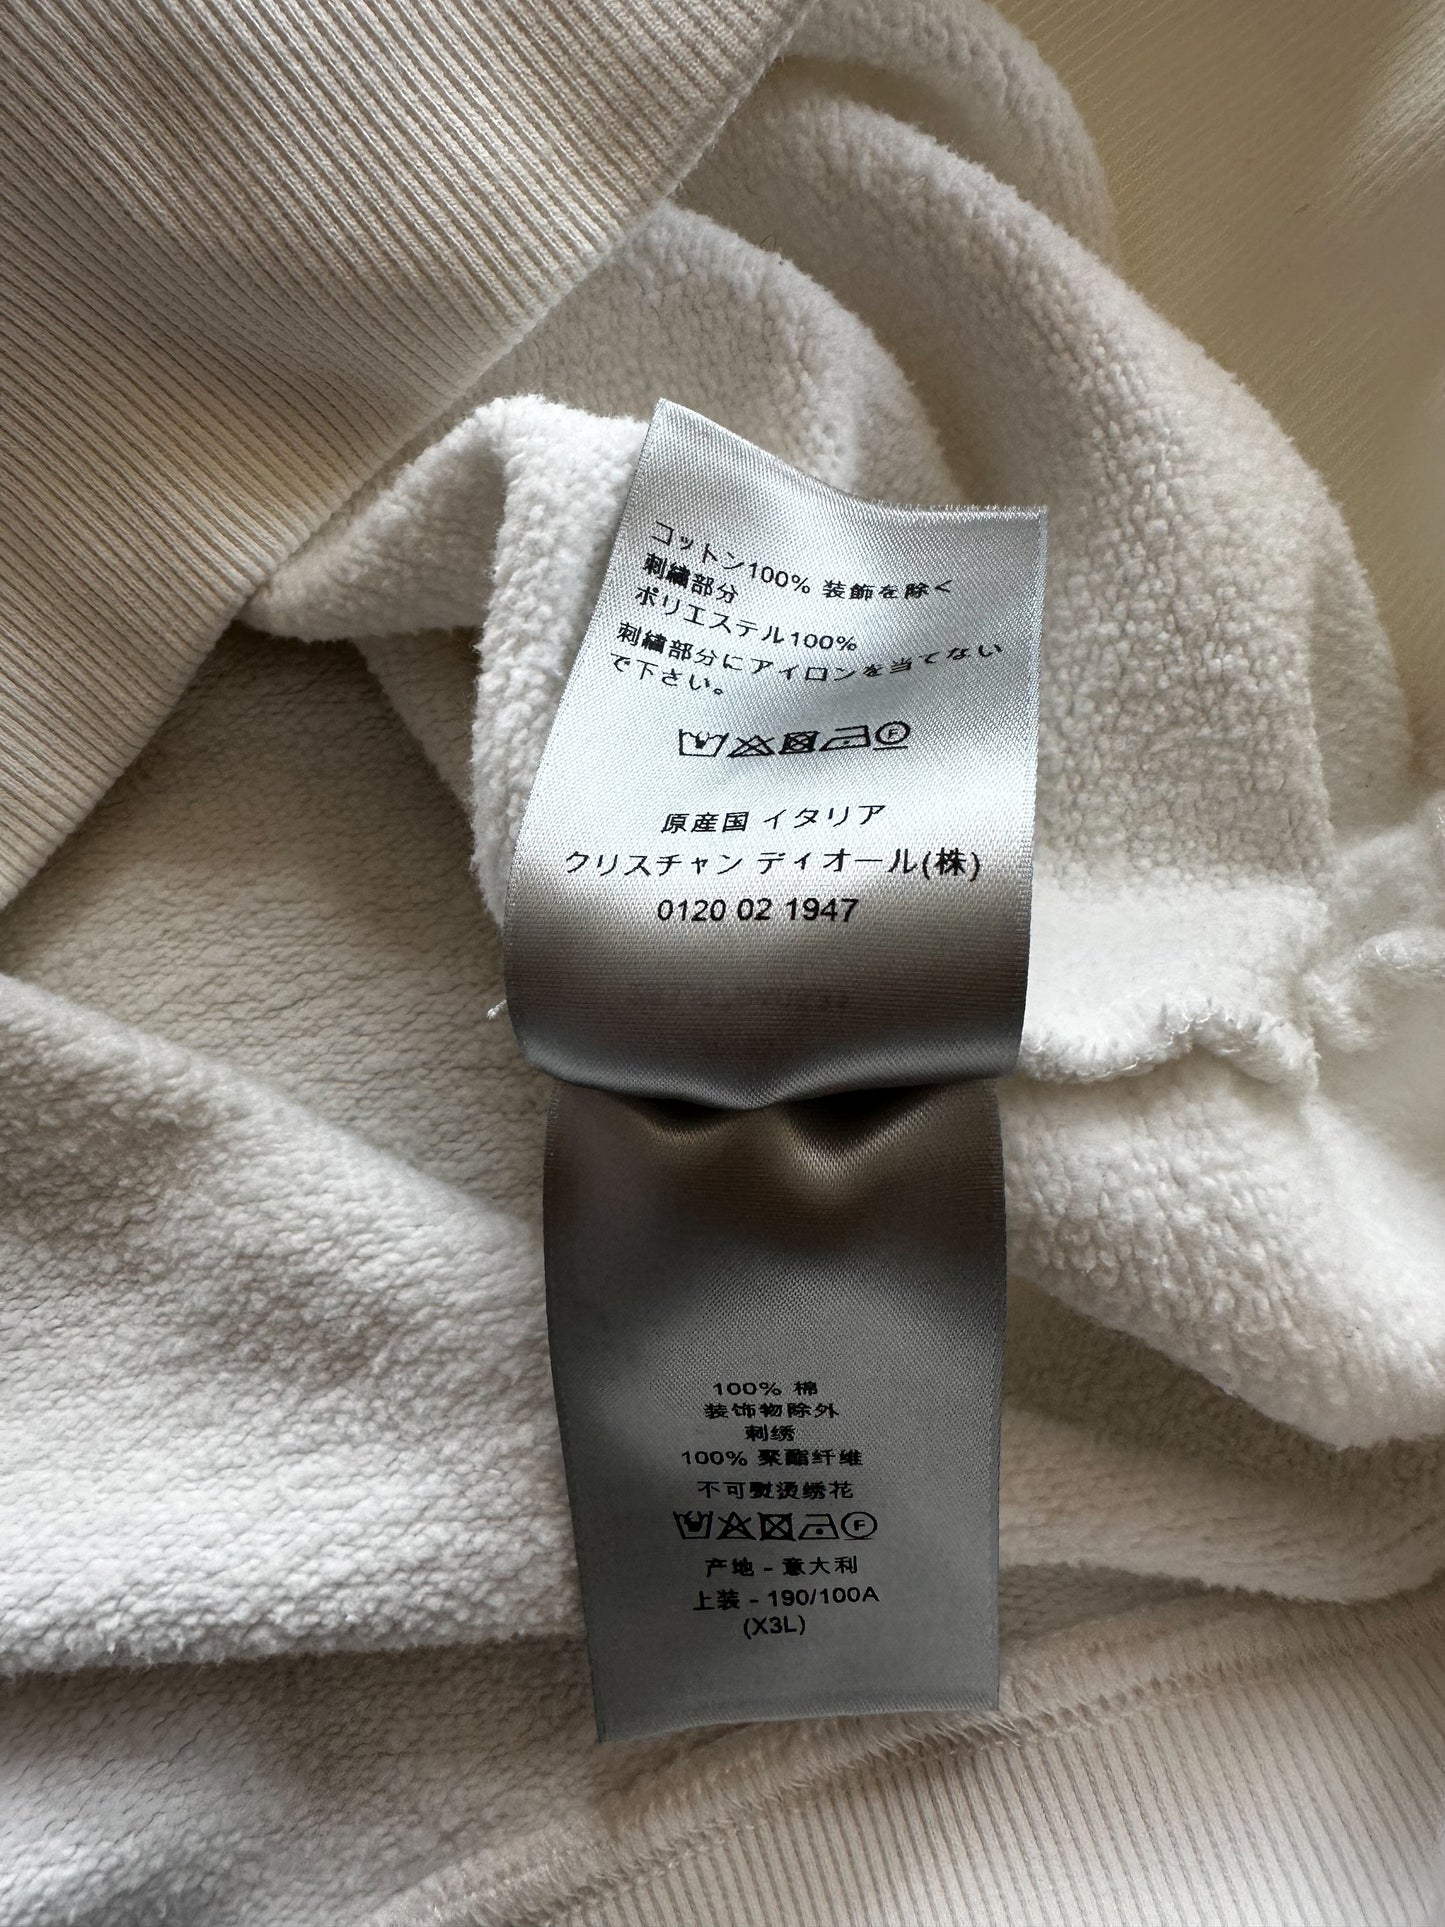 コットン100% 装飾を除く
刺繍部分
ポリエステル100%
刺繍部分にアイロンを当てない
で下さい。
F
原産国 イタリア
クリスチャン ディオール(株)
0120 02 1947
100% 棉
装饰物除外
刺绣
100% 聚酯纤维
不可熨烫绣花
F
产地 - 意大利
上装 - 190/100A
(X3L)